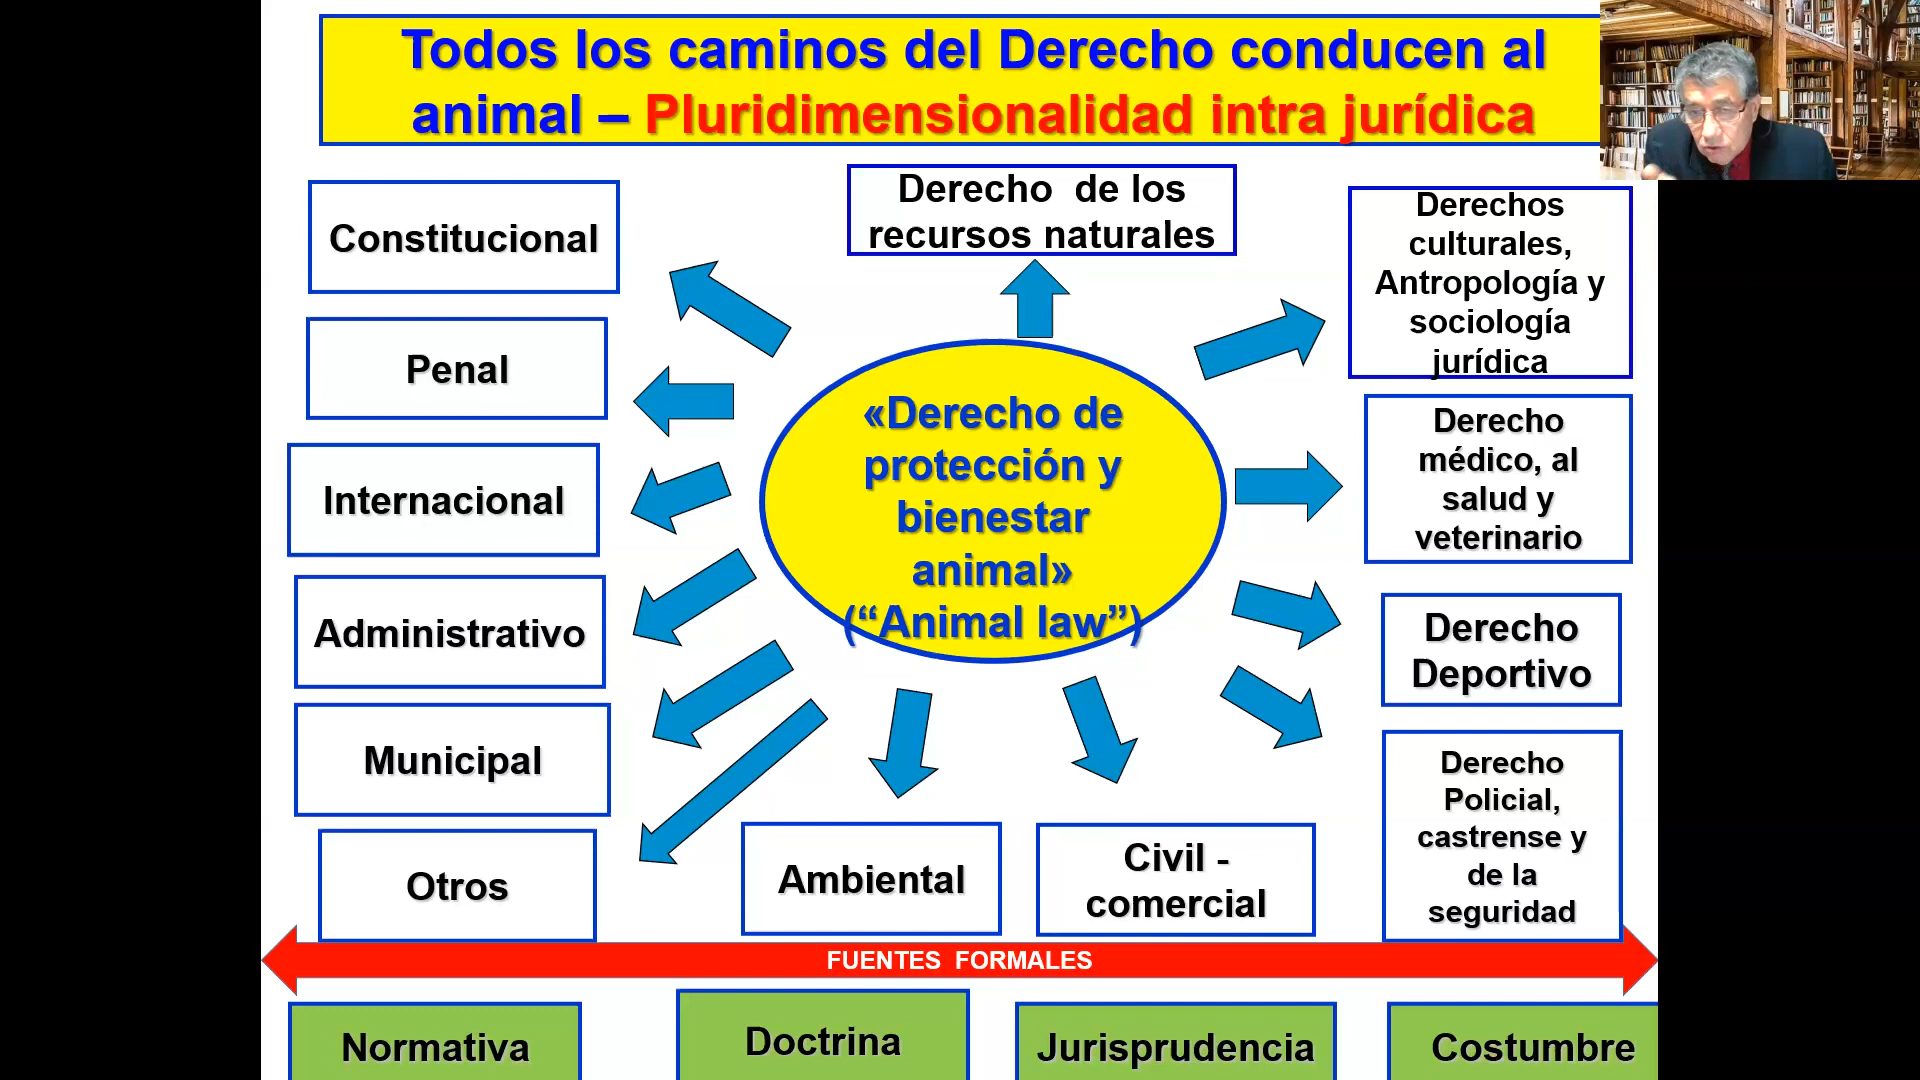 Todos los caminos del Derecho conducen al
animal – Pluridimensionalidad intra jurídica
Constitucional
Penal
Internacional
Administrativo
Municipal
Otros
Derecho de los
recursos naturales
«Derecho de
protección y
bienestar
animal»
(“Animal law”)
Ambiental
Civil -
comercial
Derechos
culturales,
Antropología y
sociología
jurídica
Derecho
médico, al
salud y
veterinario
Derecho
Deportivo
Derecho
Policial,
castrense y
de la
seguridad
FUENTES FORMALES
Normativa
Doctrina
Jurisprudencia
Costumbre